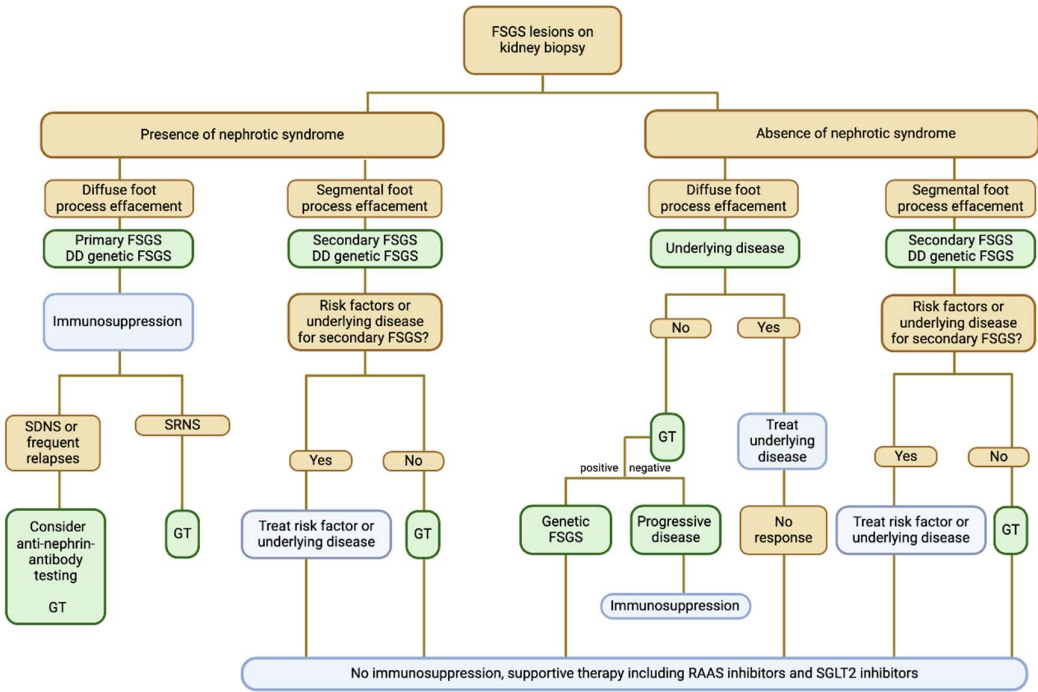 FSGS lesions on
kidney biopsy
Presence of nephrotic syndrome
Absence of nephrotic syndrome
Diffuse foot
process effacement
Segmental foot
process effacement
Diffuse foot
process effacement
Segmental foot
process effacement
Primary FSGS
DD genetic FSGS
Secondary FSGS
DD genetic FSGS
Underlying disease
Secondary FSGS
DD genetic FSGS
Immunosuppression
Risk factors or
underlying disease
for secondary FSGS?
No
Yes
Risk factors or
underlying disease
for secondary FSGS?
SDNS or
frequent
relapses
SRNS
Yes
No
GT
positive
negative
Treat
underlying
disease
Yes
No
Consider
anti-nephrin-
antibody
testing
GT
GT
Treat risk factor or
underlying disease
GT
Genetic
FSGS
Progressive
disease
No
response
Treat risk factor or
underlying disease
GT
Immunosuppression
No immunosuppression, supportive therapy including RAAS inhibitors and SGLT2 inhibitors